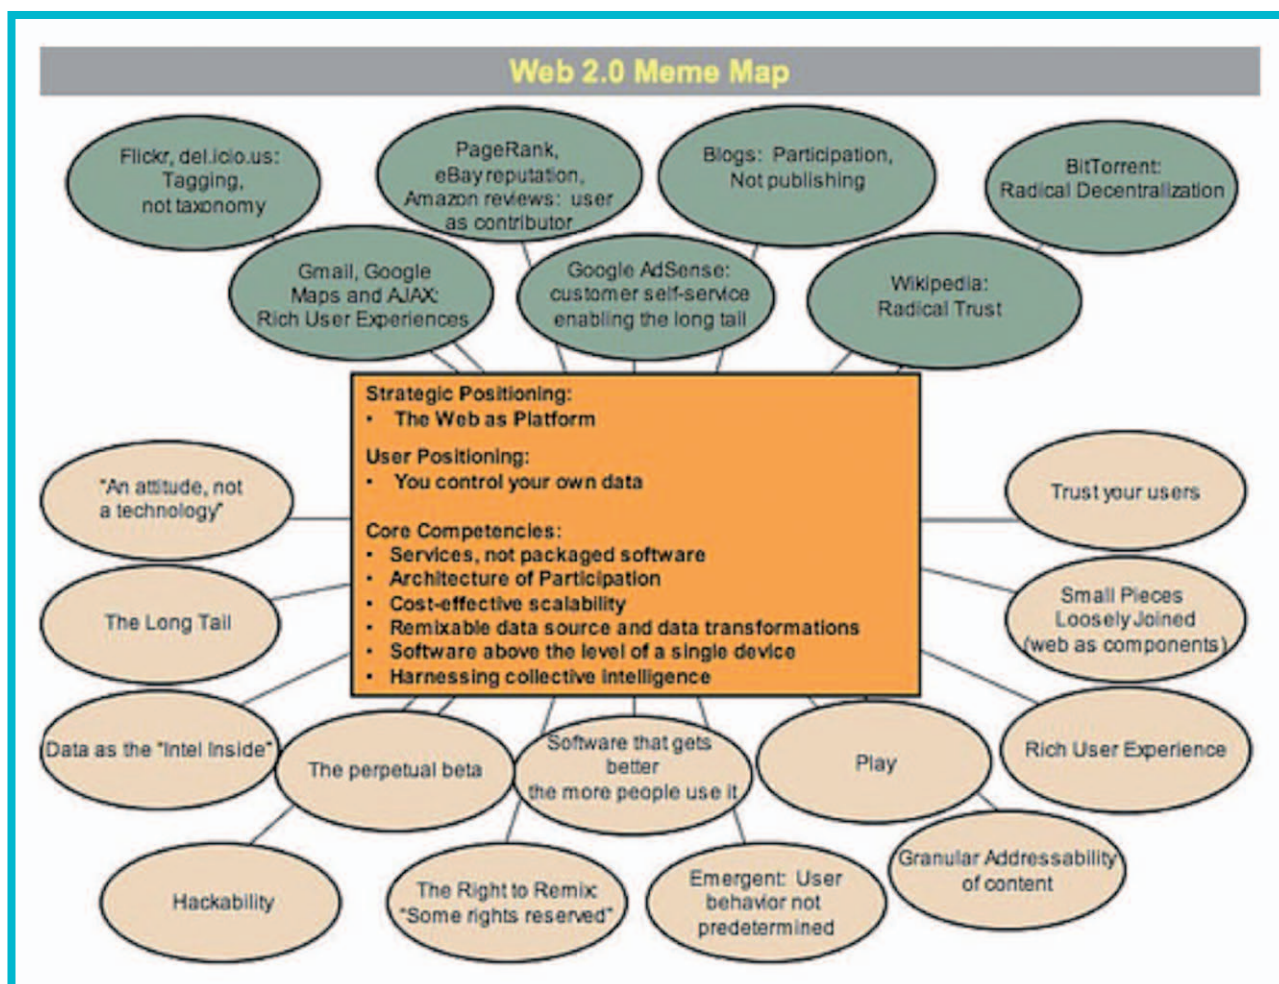 Web 2.0 Meme Map
Flickr, del.icio.us:
Tagging,
not taxonomy
PageRank,
eBay reputation,
Amazon reviews: user
as contributor
Blogs: Participation,
Not publishing
BitTorrent:
Radical Decentralization
Gmail, Google
Maps and AJAX:
Rich User Experiences
Google AdSense:
customer self-service
enabling the long tail
Wikipedia:
Radical Trust
Strategic Positioning:
• The Web as Platform
User Positioning:
• You control your own data
Core Competencies:
• Services, not packaged software
• Architecture of Participation
• Cost-effective scalability
• Remixable data source and data transformations
• Software above the level of a single device
• Harnessing collective intelligence
"An attitude, not
a technology"
The Long Tail
Data as the "Intel Inside"
Hackability
The perpetual beta
The Right to Remix:
"Some rights reserved"
Software that gets
better
the more people use it
Emergent: User
behavior not
predetermined
Play
Granular Addressability
of content
Rich User Experience
Small Pieces
Loosely Joined
(web as components)
Trust your users